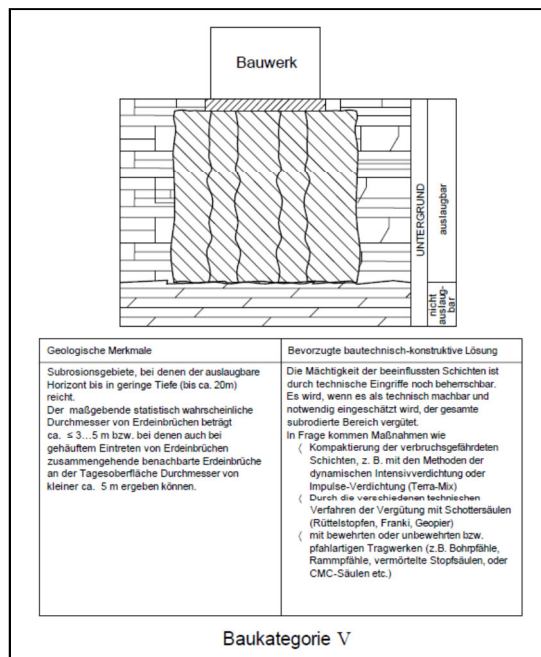 Bauwerk
UNTERGRUND
auslaugbar
nicht
auslaug-
bar
Geologische Merkmale
Subrosionsgebiete, bei denen der auslaugbare
Horizont bis in geringe Tiefe (bis ca. 20m)
reicht.
Der maßgebende statistisch wahrscheinliche
Durchmesser von Erdeinbrüchen beträgt
ca. ≤ 3...5 m bzw. bei denen auch bei
gehäuftem Eintreten von Erdeinbrüchen
zusammengehende benachbarte Erdeinbrüche
an der Tagesoberfläche Durchmesser von
kleiner ca. 5 m ergeben können.
Bevorzugte bautechnisch-konstruktive Lösung
Die Mächtigkeit der beeinflussten Schichten ist
durch technische Eingriffe noch beherrschbar.
Es wird, wenn es als technisch machbar und
notwendig eingeschätzt wird, der gesamte
subrodierte Bereich vergütet.
In Frage kommen Maßnahmen wie
( Kompaktierung der verbruchsgefährdeten
Schichten, z. B. mit den Methoden der
dynamischen Intensivverdichtung oder
Impulse-Verdichtung (Terra-Mix)
( Durch die verschiedenen technischen
Verfahren der Vergütung mit Schottersäulen
(Rüttelstopfen, Franki, Geopier)
( mit bewehrten oder unbewehrten bzw.
pfahlartigen Tragwerken (z.B. Bohrpfähle,
Rammpfähle, vermörtelte Stopfsäulen, oder
CMC-Säulen etc.)
Baukategorie V